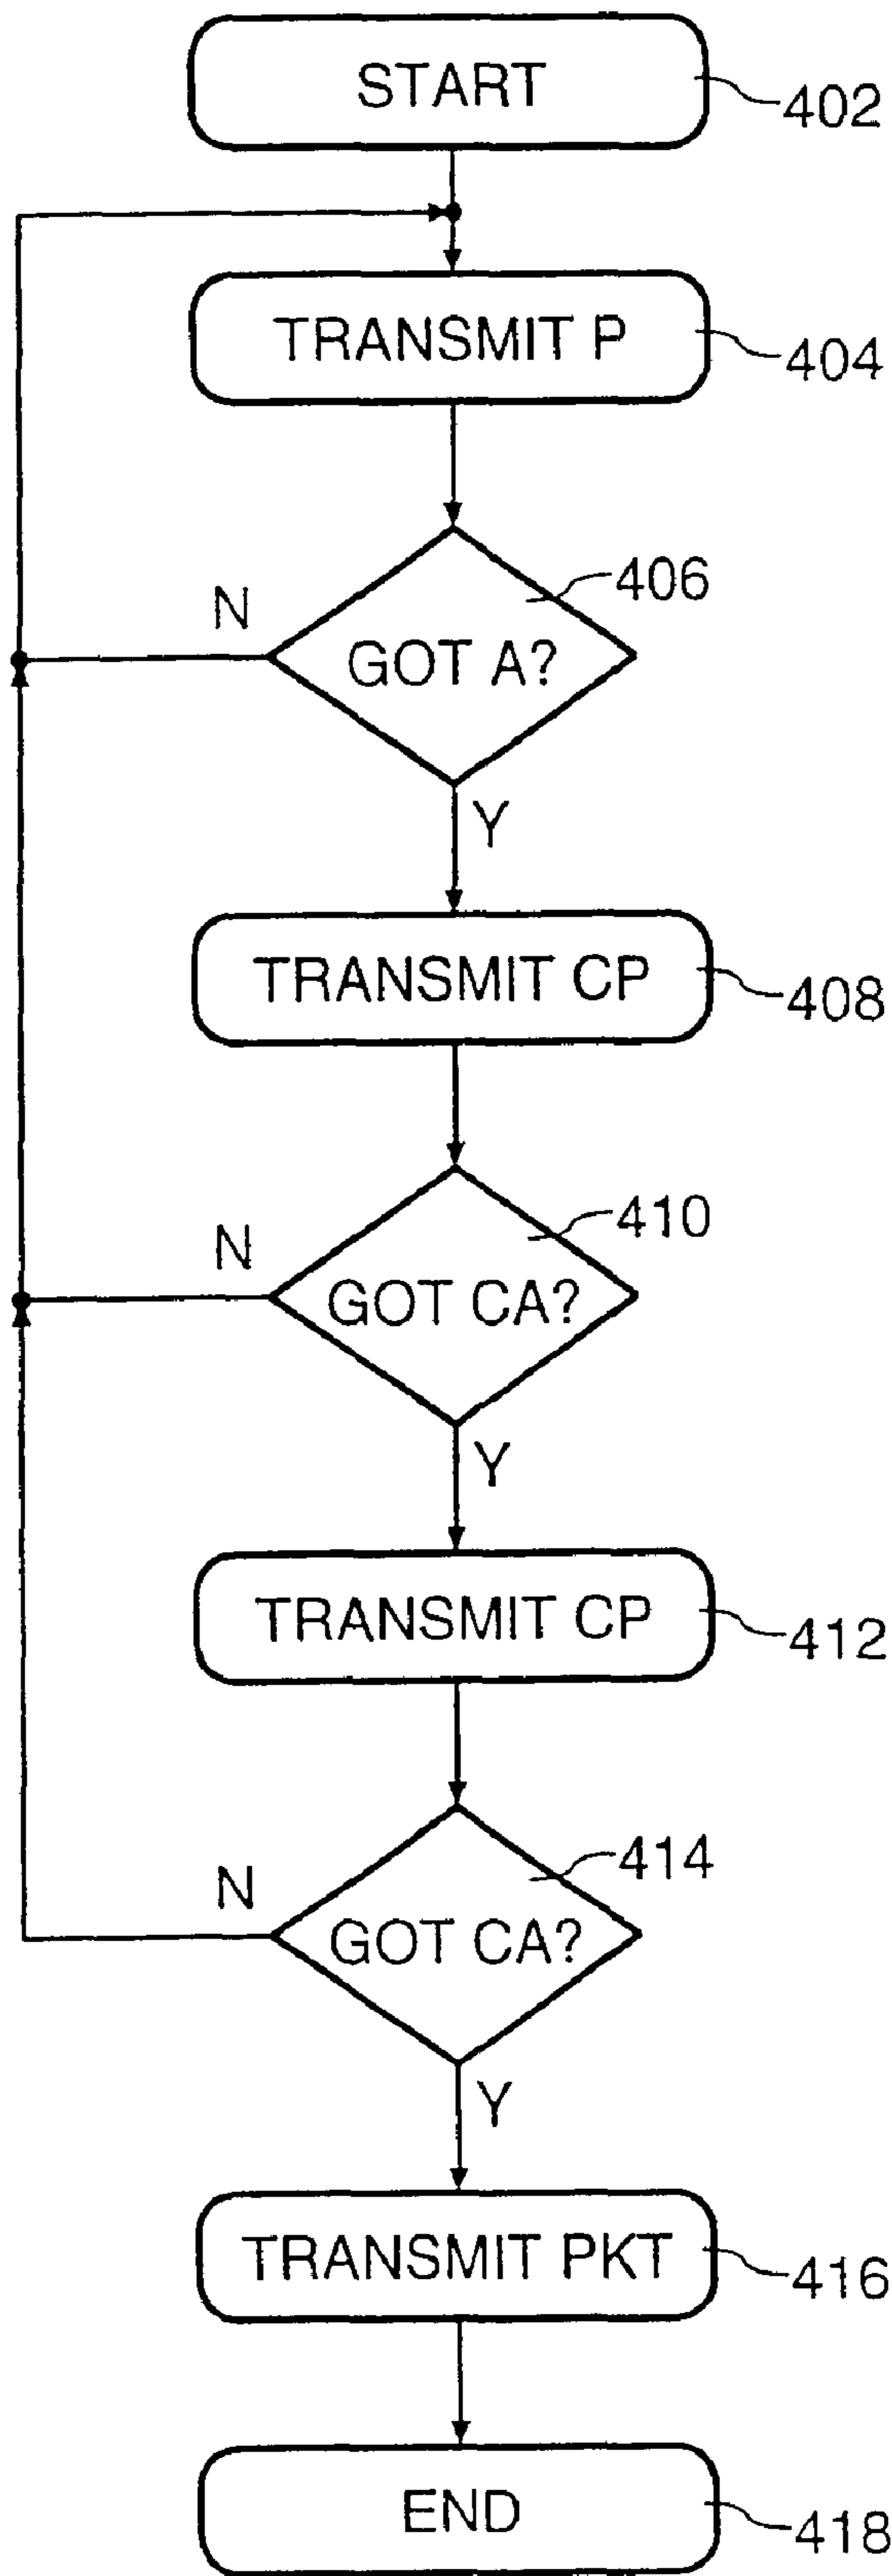 START
402
TRANSMIT P
404
406
N
GOT A?
Y
TRANSMIT CP
408
410
N
GOT CA?
Y
TRANSMIT CP
412
414
N
GOT CA?
Y
TRANSMIT PKT
416
END
418